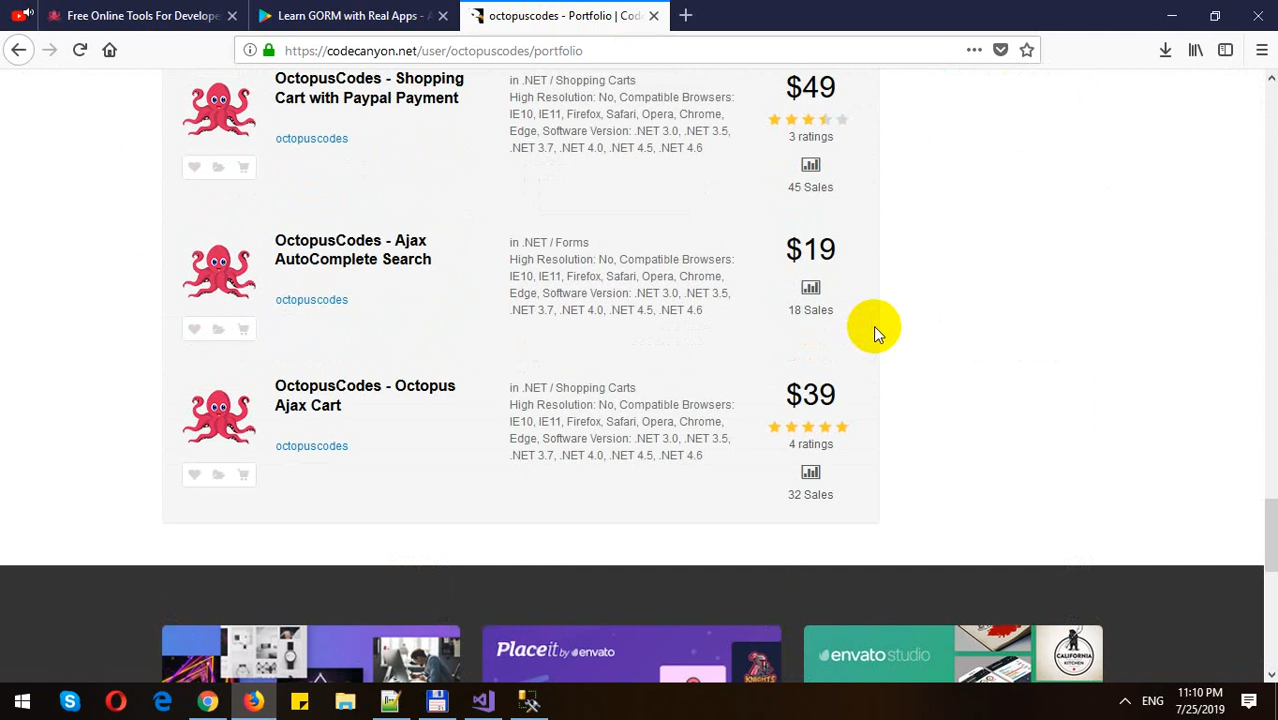 Free Online Tools For Develope
Learn GORM with Real Apps - A
octopuscodes - Portfolio | Cod
https://codecanyon.net/user/octopuscodes/portfolio
OctopusCodes - Shopping
Cart with Paypal Payment
octopuscodes
in .NET / Shopping Carts
High Resolution: No, Compatible Browsers:
IE10, IE11, Firefox, Safari, Opera, Chrome,
Edge, Software Version: .NET 3.0, .NET 3.5,
.NET 3.7, .NET 4.0, .NET 4.5, .NET 4.6
$49
3 ratings
45 Sales
OctopusCodes - Ajax
AutoComplete Search
octopuscodes
in .NET / Forms
High Resolution: No, Compatible Browsers:
IE10, IE11, Firefox, Safari, Opera, Chrome,
Edge, Software Version: .NET 3.0, .NET 3.5,
.NET 3.7, .NET 4.0, .NET 4.5, .NET 4.6
$19
18 Sales
OctopusCodes - Octopus
Ajax Cart
octopuscodes
in .NET / Shopping Carts
High Resolution: No, Compatible Browsers:
IE10, IE11, Firefox, Safari, Opera, Chrome,
Edge, Software Version: .NET 3.0, .NET 3.5,
.NET 3.7, .NET 4.0, .NET 4.5, .NET 4.6
$39
4 ratings
32 Sales
Placeit by envato
KNIGHTS
envato studio
CALIFORNIA
KITCHEN
ENG
11:10 PM
7/25/2019